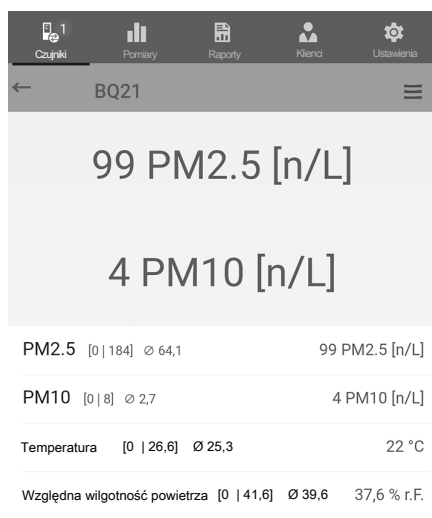 1
Czujniki Pomiary Raporty Klienci Ustawienia
← BQ21
99 PM2.5 [n/L]
4 PM10 [n/L]
PM2.5 [0 | 184] Ø 64,1 99 PM2.5 [n/L]
PM10 [0 | 8] Ø 2,7 4 PM10 [n/L]
Temperatura [0 | 26,6] Ø 25,3 22 °C
Względna wilgotność powietrza [0 | 41,6] Ø 39,6 37,6 % r.F.